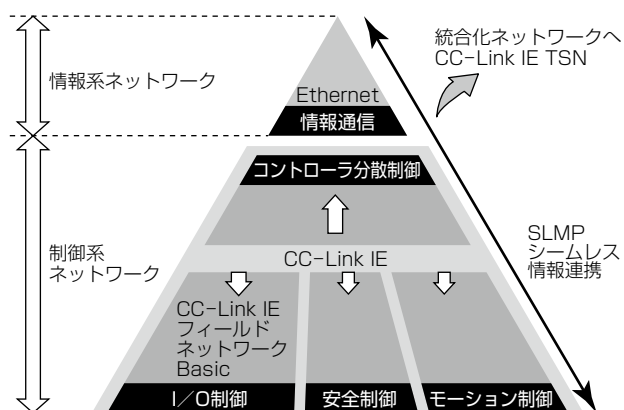 統合化ネットワークへ
CC-Link IE TSN
情報系ネットワーク
Ethernet
情報通信
コントローラ分散制御
制御系
ネットワーク
CC-Link IE
SLMP
シームレス
情報連携
CC-Link IE
フィールド
ネットワーク
Basic
I/O制御
安全制御
モーション制御